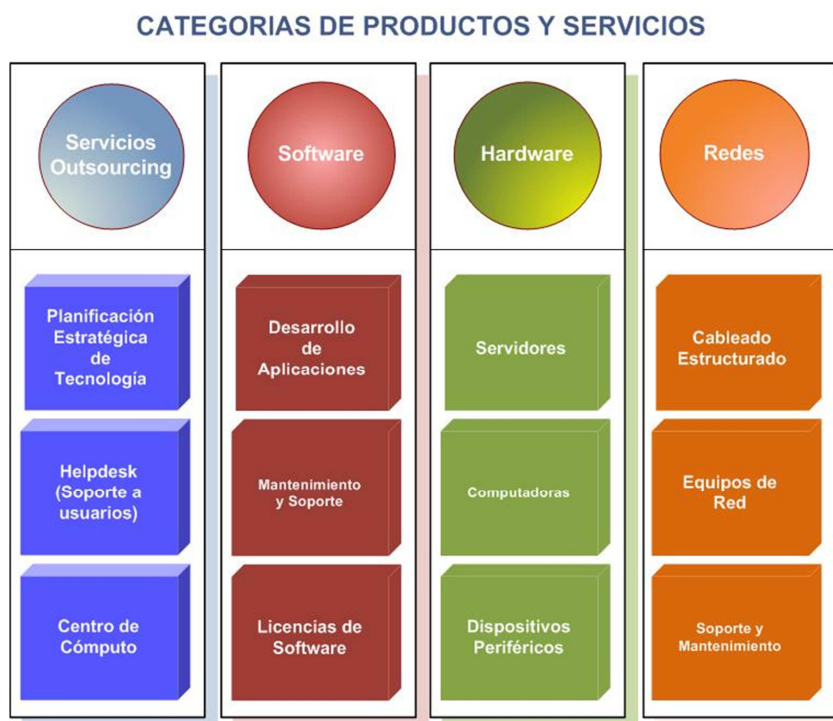 CATEGORIAS DE PRODUCTOS Y SERVICIOS
Servicios
Outsourcing
Software
Hardware
Redes
Planificación
Estratégica
de
Tecnología
Desarrollo
de
Aplicaciones
Servidores
Cableado
Estructurado
Helpdesk
(Soporte a
usuarios)
Mantenimiento
y Soporte
Computadoras
Equipos de
Red
Centro de
Cómputo
Licencias de
Software
Dispositivos
Periféricos
Soporte y
Mantenimiento